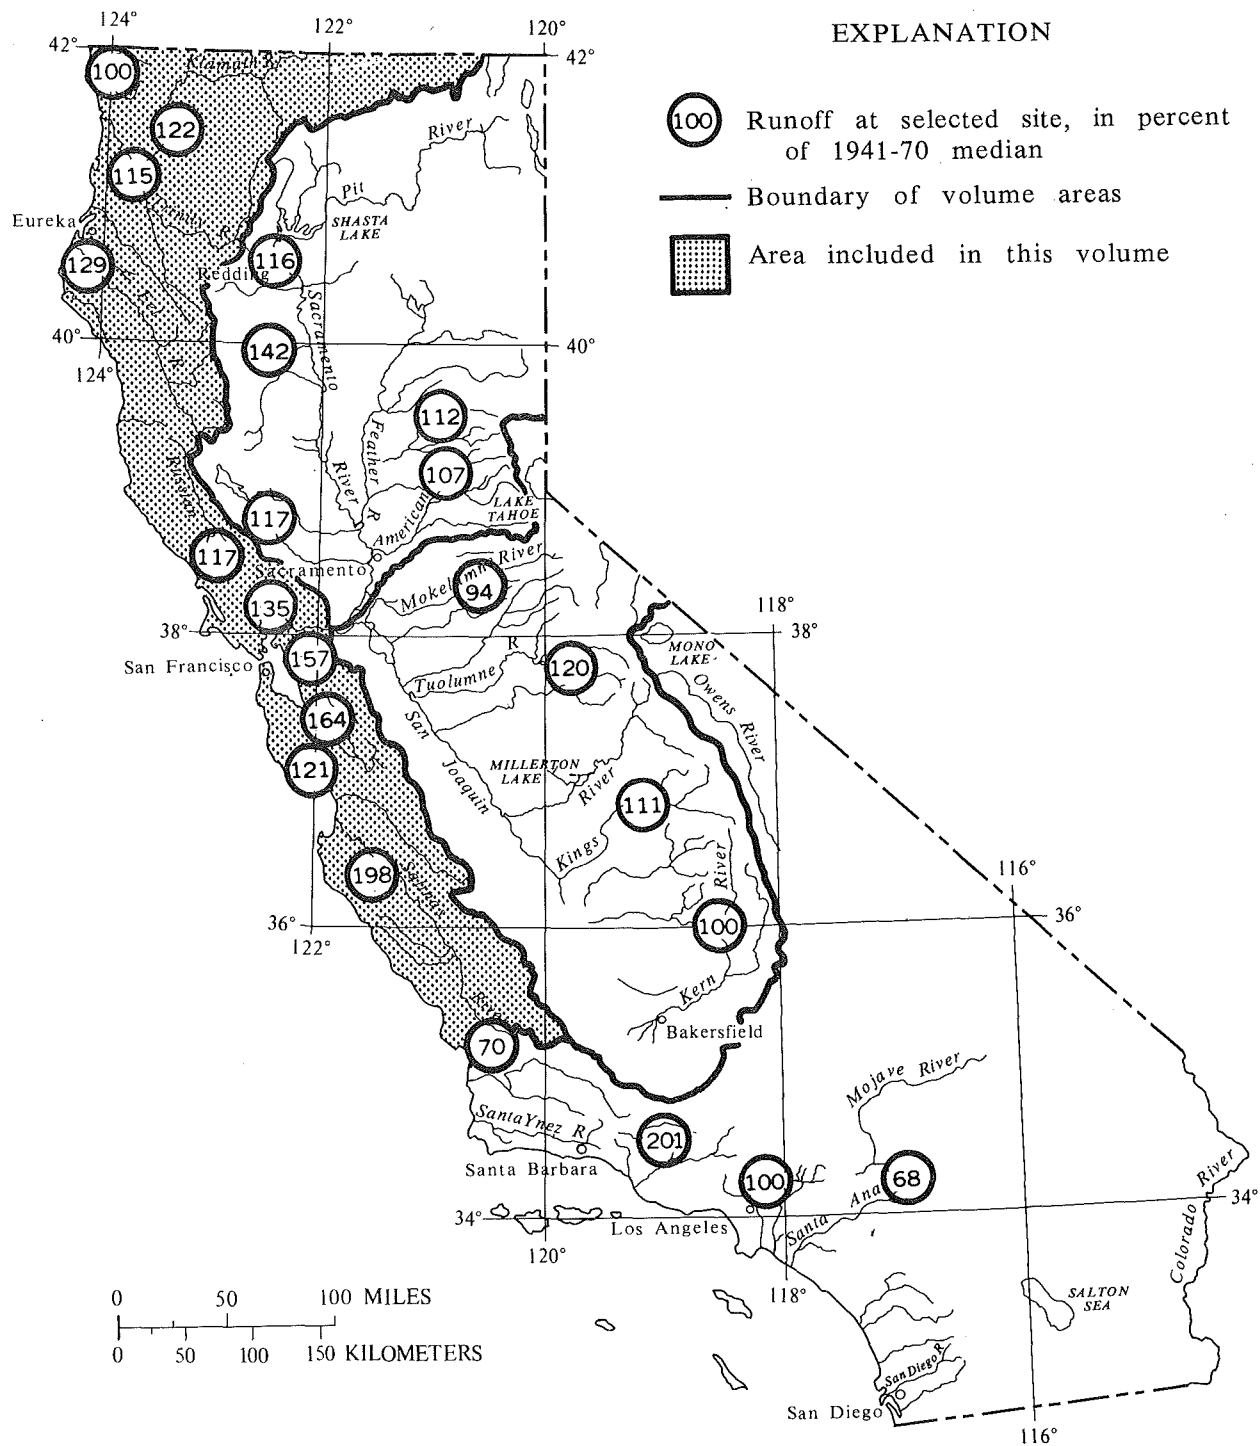 124°
122°
120°
42°
42°
EXPLANATION
100
Runoff at selected site, in percent
of 1941-70 median
Boundary of volume areas
Area included in this volume
100
Klamath R
122
River
115
Pit
Trinity R
SHASTA
LAKE
Eureka
129
116
Redding
Eel
R
Sacramento
40°
40°
124°
142
112
Feather
107
River
R
Russian
American
LAKE
TAHOE
117
117
Sacramento
Mokelumne River
94
135
118°
38°
38°
San Francisco
157
R
120
MONO
LAKE
Tuolumne
Owens River
164
San
121
MILLERTON
LAKE
Joaquin
River
111
Kings
198
Salinas
River
116°
36°
36°
122°
100
Kern
River
Bakersfield
70
Mojave River
Santa Ynez R
201
Santa Barbara
100
68
Santa Ana
34°
34°
Los Angeles
120°
118°
Colorado River
0 50 100 MILES
0 50 100 150 KILOMETERS
SALTON
SEA
San Diego R
San Diego
116°